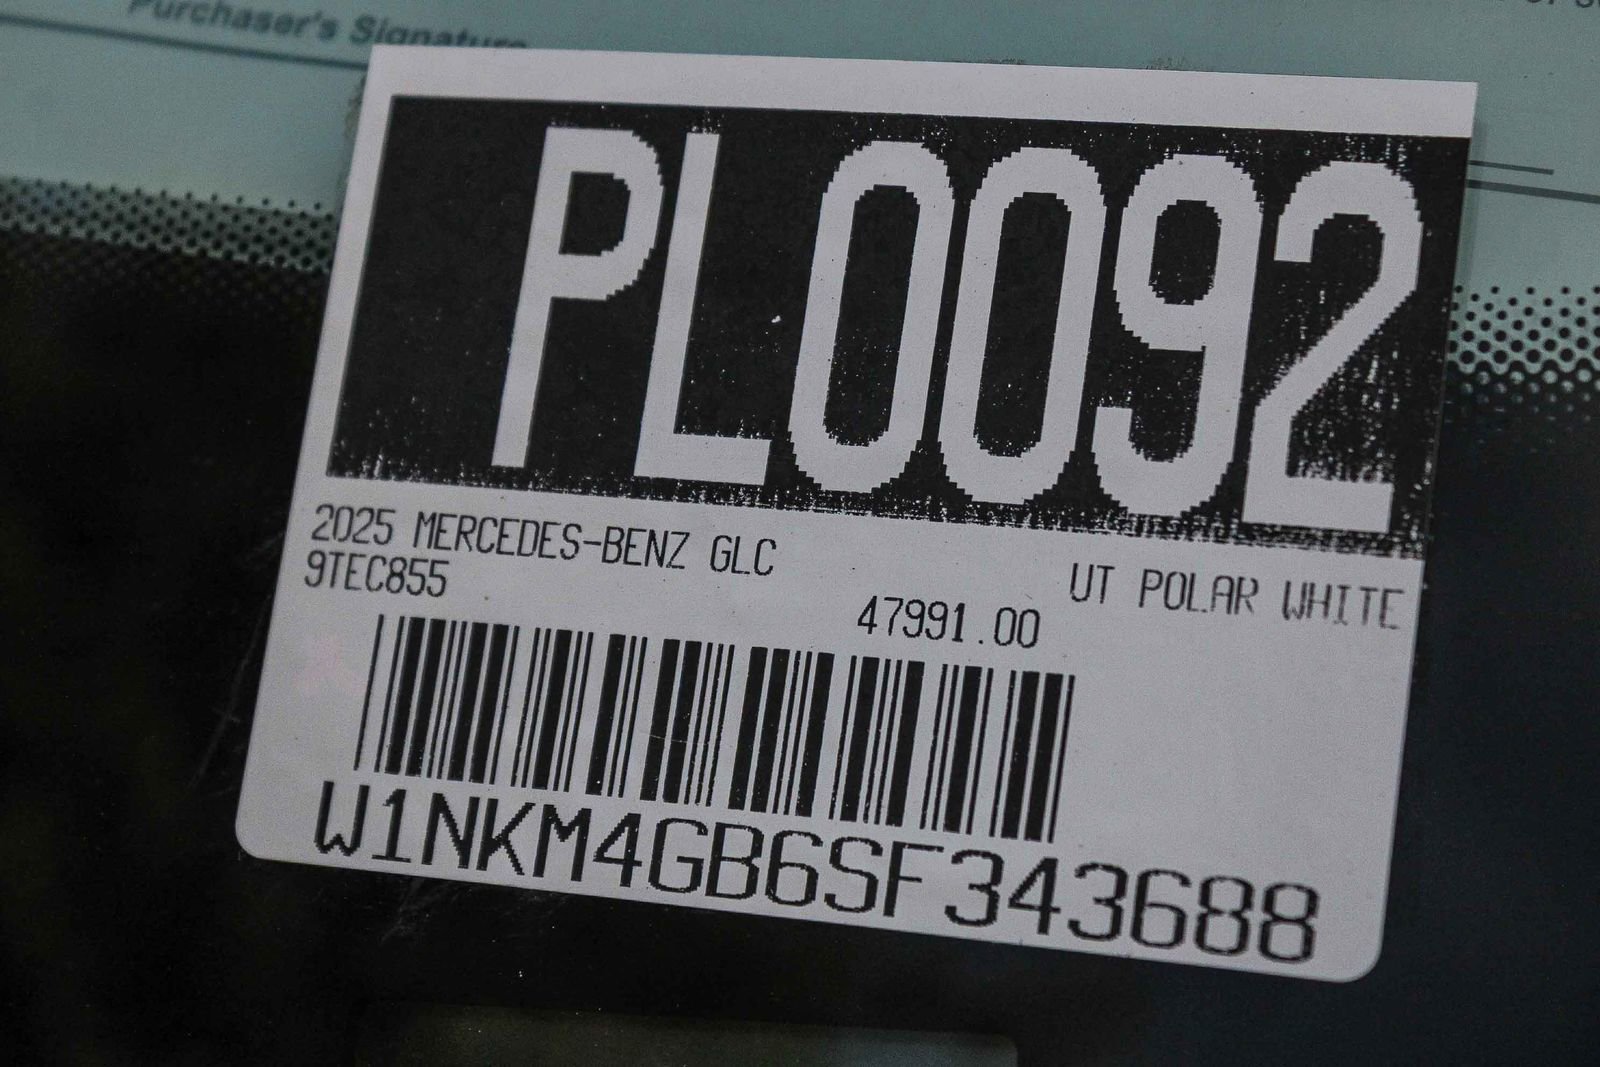 Purchaser's Signature
PL0092
2025 MERCEDES-BENZ GLC
UT POLAR WHITE
9TEC855
47991.00
W1NKM4GB6SF343688